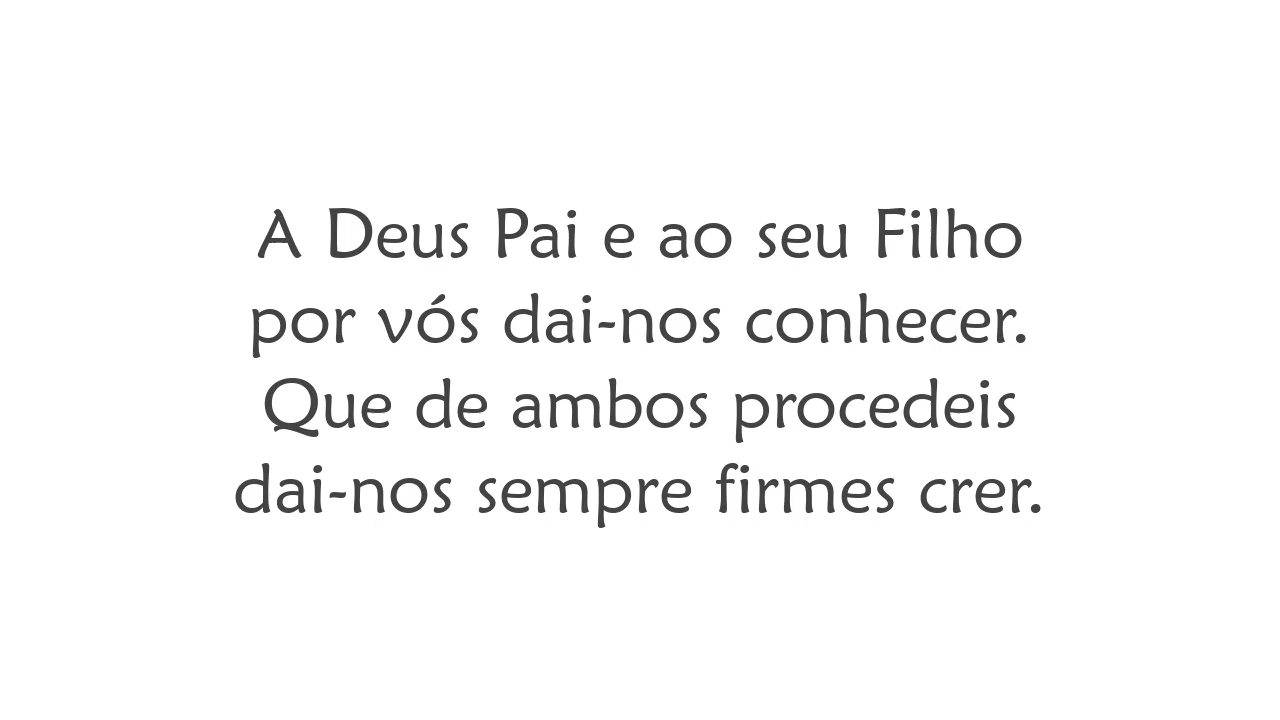 A Deus Pai e ao seu Filho
por vós dai-nos conhecer.
Que de ambos procedeis
dai-nos sempre firmes crer.